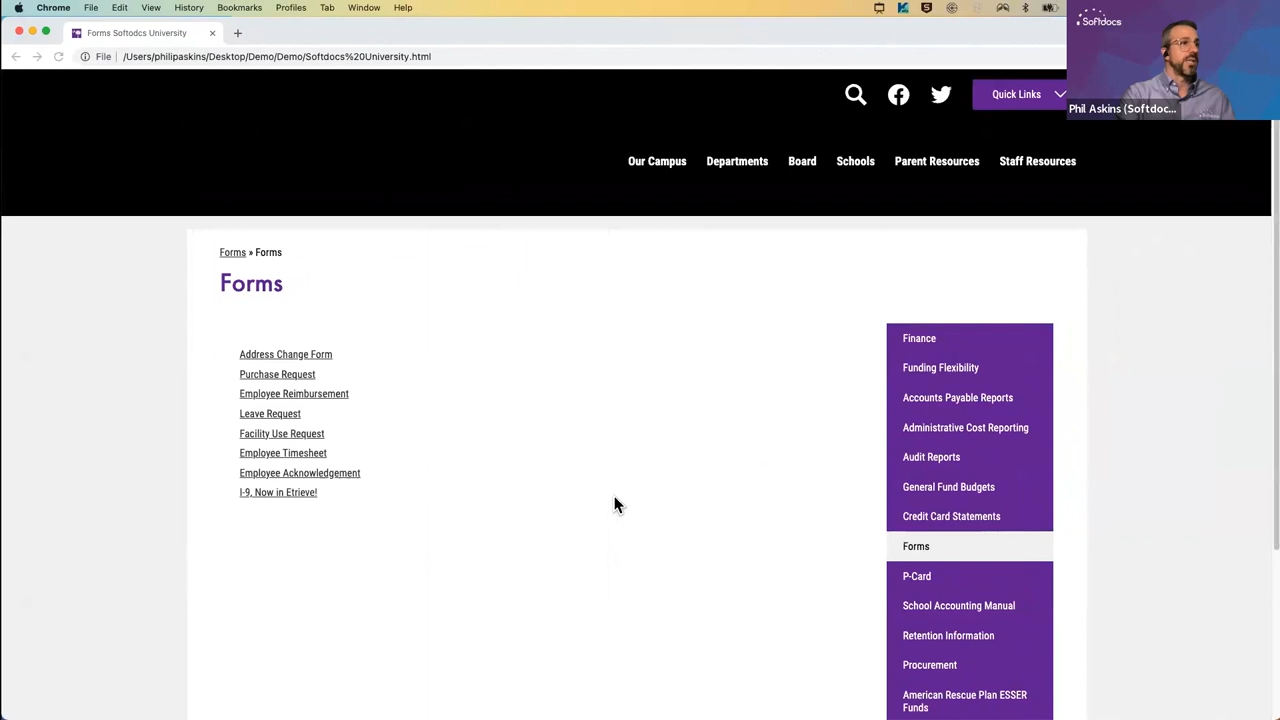 Chrome File Edit View History Bookmarks Profiles Tab Window Help
Forms Softdocs University
File /Users/philipaskins/Desktop/Demo/Demo/Softdocs%20University.html
Softdocs
Phil Askins (Softdoc...
Quick Links
Our Campus Departments Board Schools Parent Resources Staff Resources
Forms » Forms
Forms
Address Change Form
Purchase Request
Employee Reimbursement
Leave Request
Facility Use Request
Employee Timesheet
Employee Acknowledgement
I-9, Now in Etrieve!
Finance
Funding Flexibility
Accounts Payable Reports
Administrative Cost Reporting
Audit Reports
General Fund Budgets
Credit Card Statements
Forms
P-Card
School Accounting Manual
Retention Information
Procurement
American Rescue Plan ESSER
Funds